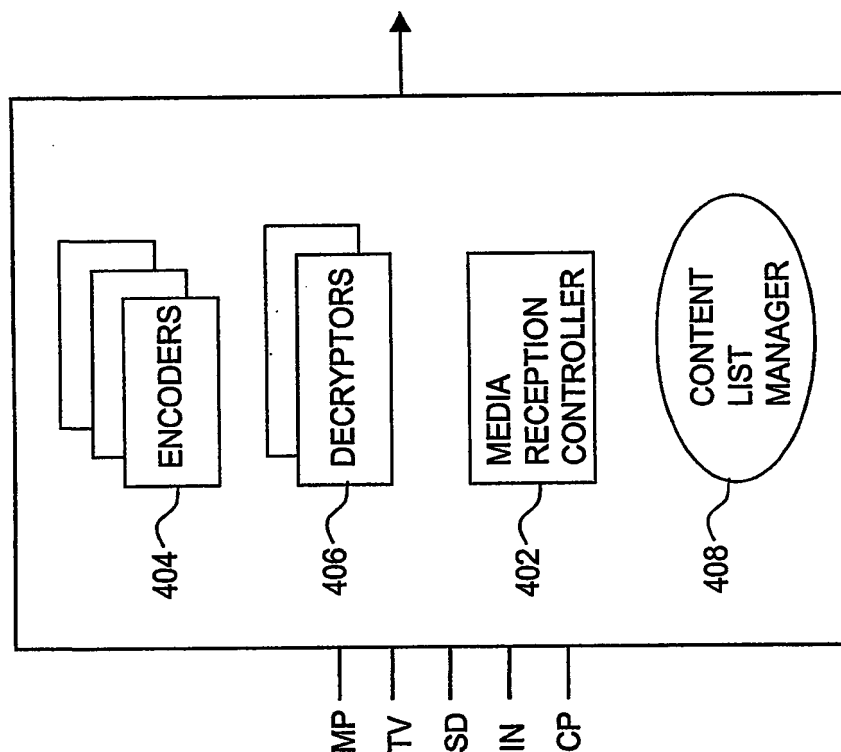 ENCODERS
404
DECRYPTORS
406
MEDIA
RECEPTION
CONTROLLER
402
CONTENT
LIST
MANAGER
408
MP
TV
SD
IN
CP